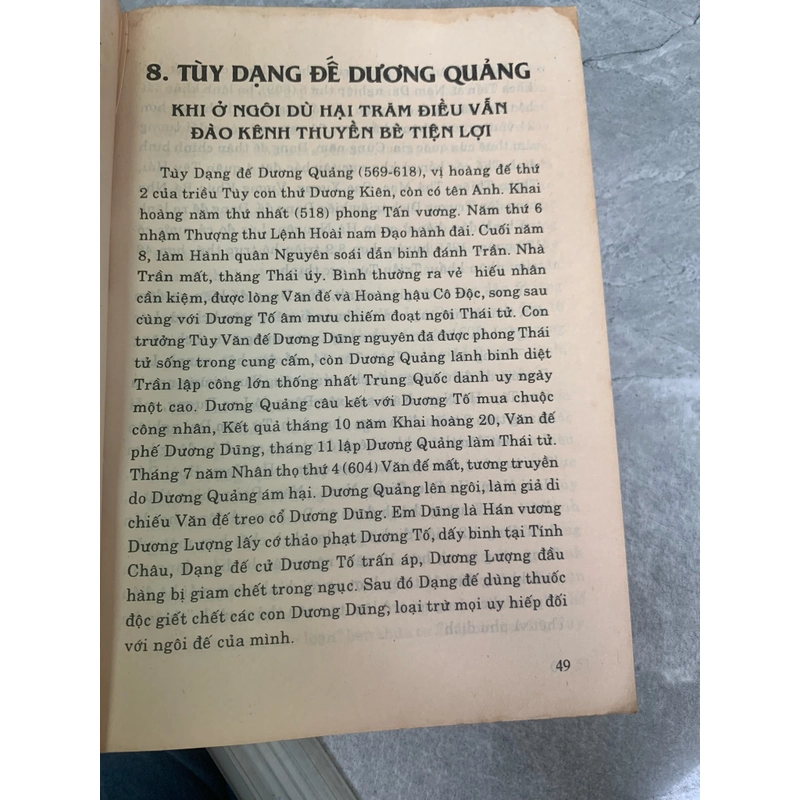 8. TÙY DẠNG ĐẾ DƯƠNG QUẢNG
KHI Ở NGÔI DÙ HẠI TRĂM ĐIỀU VẪN
ĐÀO KÊNH THUYỀN BÈ TIỆN LỢI
Tùy Dạng đế Dương Quảng (569-618), vị hoàng đế thứ
2 của triều Tùy con thứ Dương Kiên, còn có tên Anh. Khai
hoàng năm thứ nhất (518) phong Tấn vương. Năm thứ 6
nhậm Thượng thư Lệnh Hoài nam Đạo hành đài. Cuối năm
8, làm Hành quân Nguyên soái dẫn binh đánh Trần. Nhà
Trần mất, thăng Thái úy. Bình thường ra vẻ hiếu nhân
cần kiệm, được lòng Văn đế và Hoàng hậu Cô Độc, song sau
cùng với Dương Tố âm mưu chiếm đoạt ngôi Thái tử. Con
trưởng Tùy Văn đế Dương Dũng nguyên đã được phong Thái
tử sống trong cung cấm, còn Dương Quảng lãnh binh diệt
Trần lập công lớn thống nhất Trung Quốc danh uy ngày
một cao. Dương Quảng câu kết với Dương Tố mua chuộc
công nhân, Kết quả tháng 10 năm Khai hoàng 20, Văn đế
phế Dương Dũng, tháng 11 lập Dương Quảng làm Thái tử.
Tháng 7 năm Nhân thọ thứ 4 (604) Văn đế mất, tương truyền
do Dương Quảng ám hại. Dương Quảng lên ngôi, làm giả di
chiếu Văn đế treo cổ Dương Dũng. Em Dũng là Hán vương
Dương Lượng lấy cớ thảo phạt Dương Tố, dấy binh tại Tính
Châu, Dạng đế cử Dương Tố trấn áp, Dương Lượng đầu
hàng bị giam chết trong ngục. Sau đó Dạng đế dùng thuốc
độc giết chết các con Dương Dũng, loại trừ mọi uy hiếp đối
với ngôi đế của mình.
49